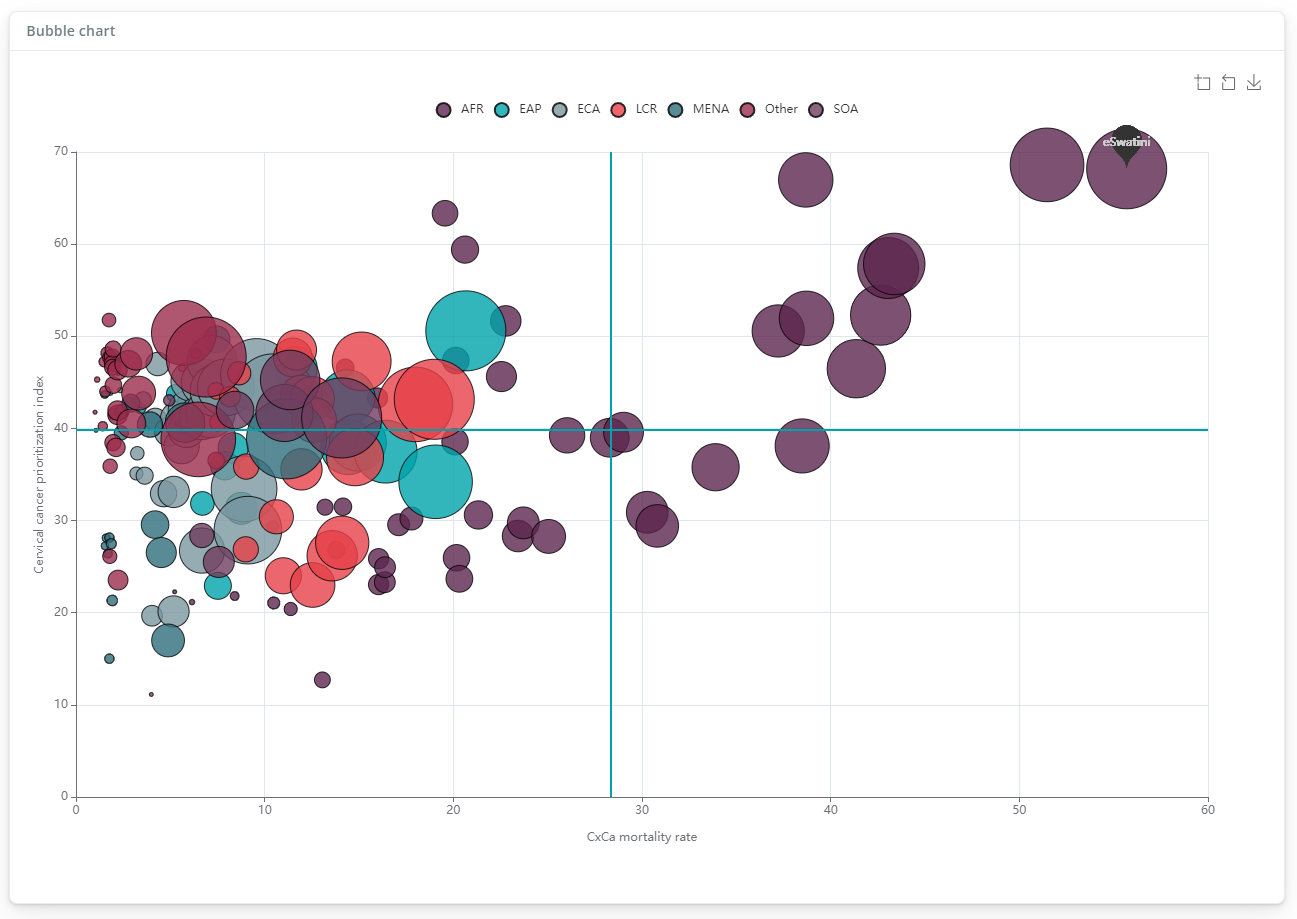 Bubble chart
AFR EAP ECA LCR MENA Other SOA
eSwatini
70
60
50
40
30
20
10
0
Cervical cancer prioritization index
0 10 20 30 40 50 60
CxCa mortality rate